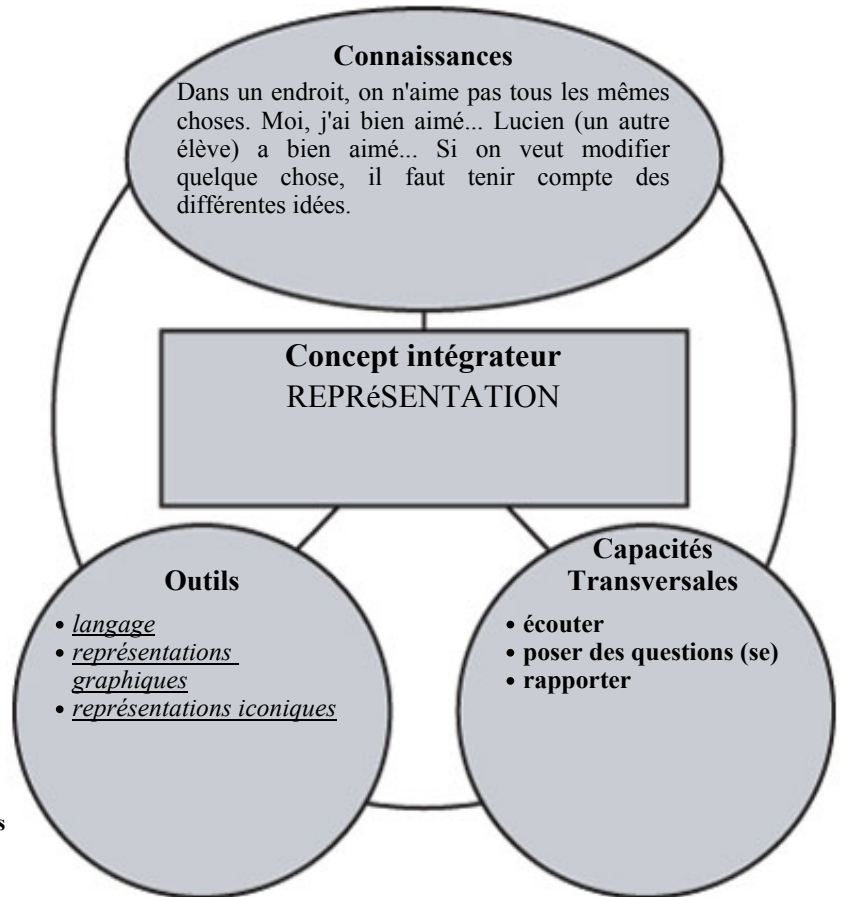 Connaissances
Dans un endroit, on n'aime pas tous les mêmes
choses. Moi, j'ai bien aimé... Lucien (un autre
élève) a bien aimé... Si on veut modifier
quelque chose, il faut tenir compte des
différentes idées.
Concept intégrateur
REPRéSENTATION
Outils
• langage
• représentations
graphiques
• représentations iconiques
Capacités
Transversales
• écouter
• poser des questions (se)
• rapporter
s